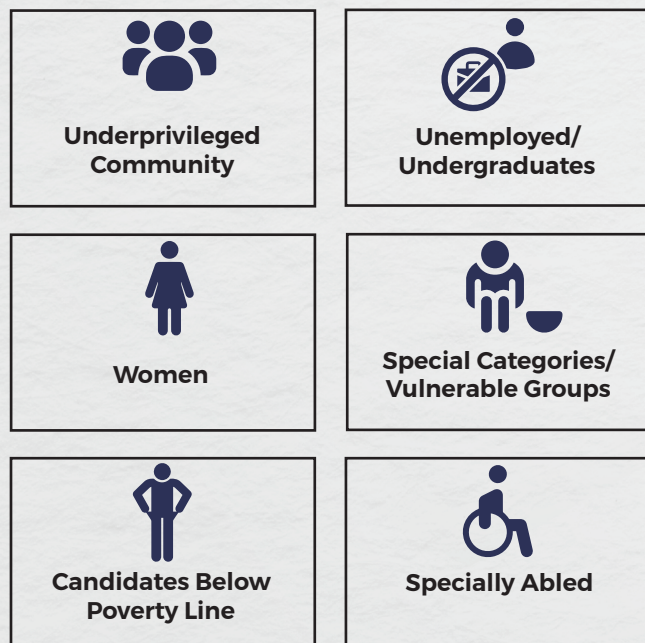 Underprivileged
Community
Unemployed/
Undergraduates
Women
Special Categories/
Vulnerable Groups
Candidates Below
Poverty Line
Specially Abled